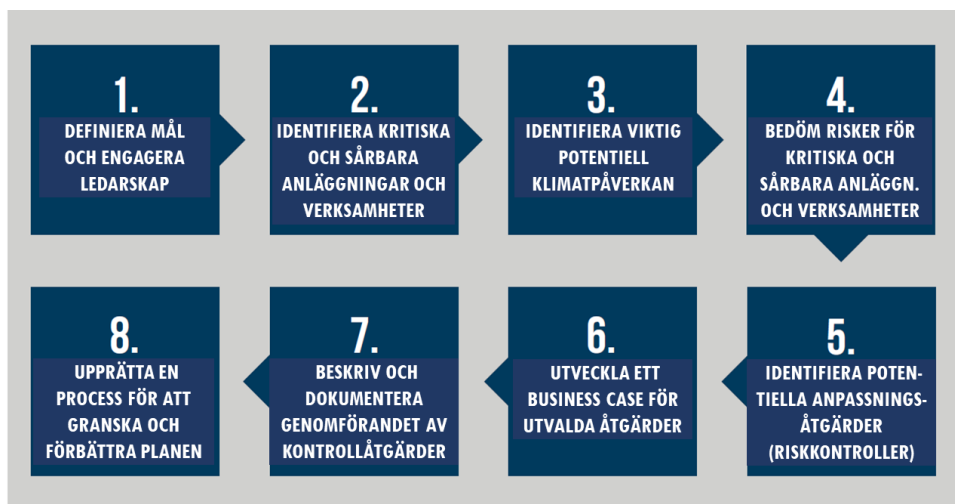 1.
DEFINIERA MÅL
OCH ENGAGERA
LEDARSKAP
2.
IDENTIFIERA KRITISKA
OCH SÅRBARA
ANLÄGGNINGAR OCH
VERKSAMHETER
3.
IDENTIFIERA VIKTIG
POTENTIELL
KLIMATPÅVERKAN
4.
BEDÖM RISKER FÖR
KRITISKA OCH
SÅRBARA ANLÄGGN.
OCH VERKSAMHETER
5.
IDENTIFIERA POTEN-
TIELLA ANPASSNINGS-
ÅTGÄRDER
(RISKKONTROLLER)
6.
UTVECKLA ETT
BUSINESS CASE FÖR
UTVALDA ÅTGÄRDER
7.
BESKRIV OCH
DOKUMENTERA
GENOMFÖRANDET AV
KONTROLLÅTGÄRDER
8.
UPPRÄTTA EN
PROCESS FÖR ATT
GRANSKA OCH
FÖRBÄTTRA PLANEN